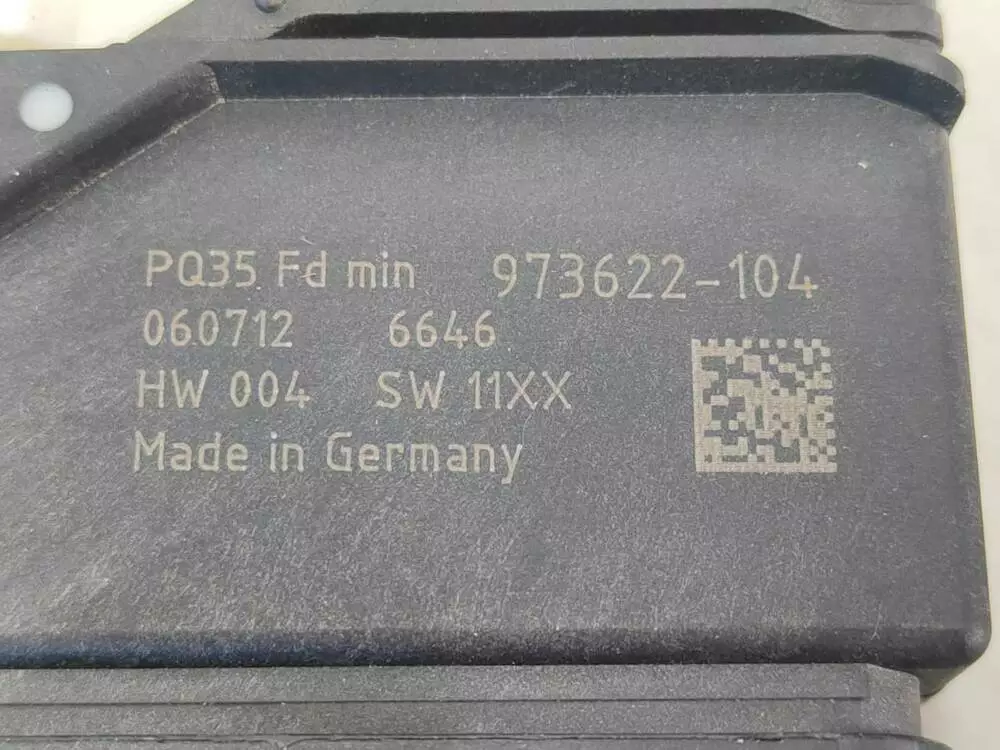 PQ35 Fd min 973622-104
060712 6646
HW 004 SW 11XX
Made in Germany